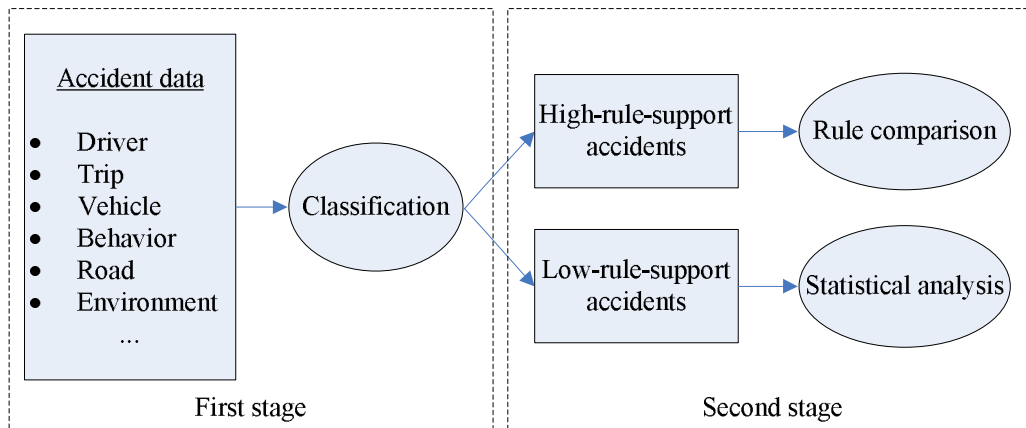 Accident data
• Driver
• Trip
• Vehicle
• Behavior
• Road
• Environment
...
Classification
First stage
High-rule-support
accidents
Rule comparison
Low-rule-support
accidents
Statistical analysis
Second stage